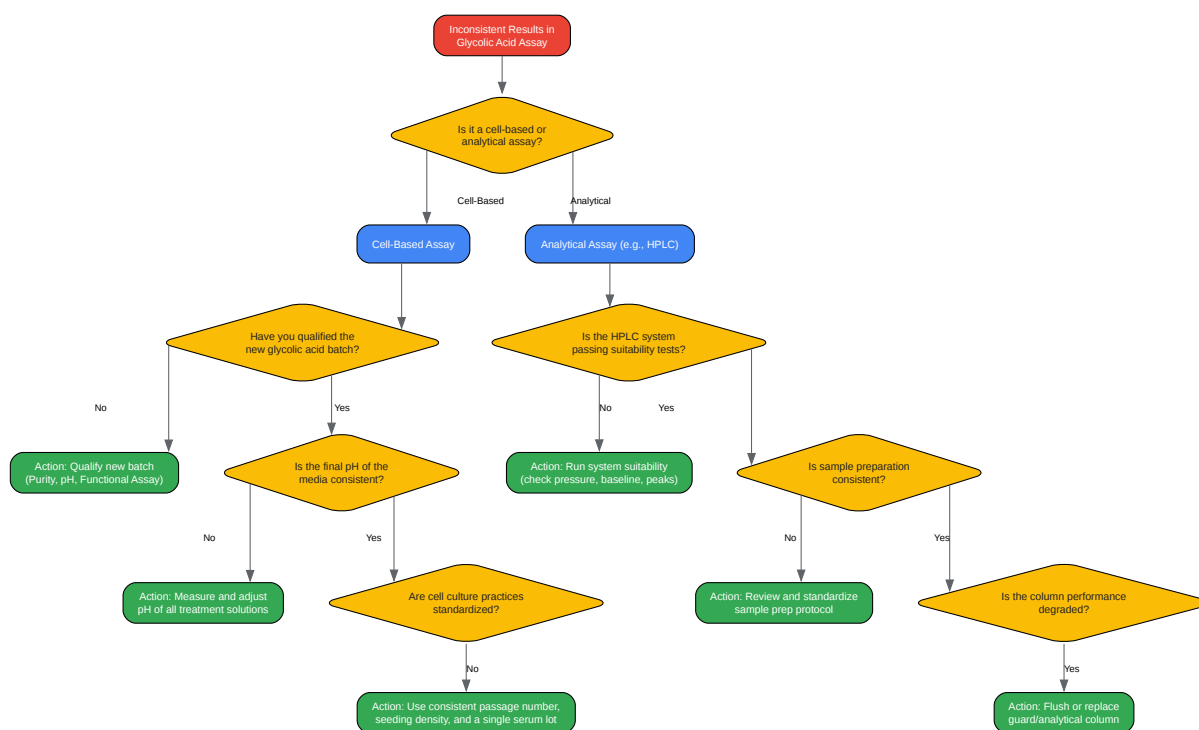 Inconsistent Results in
Glycolic Acid Assay
Is it a cell-based or
analytical assay?
Cell-Based
Analytical
Cell-Based Assay
Analytical Assay (e.g., HPLC)
Have you qualified the
new glycolic acid batch?
Is the HPLC system
passing suitability tests?
No
Yes
No
Yes
Action: Qualify new batch
(Purity, pH, Functional Assay)
Is the final pH of the
media consistent?
Action: Run system suitability
(check pressure, baseline, peaks)
Is sample preparation
consistent?
No
Yes
No
Yes
Action: Measure and adjust
pH of all treatment solutions
Are cell culture practices
standardized?
Action: Review and standardize
sample prep protocol
Is the column performance
degraded?
No
Yes
Action: Use consistent passage number,
seeding density, and a single serum lot
Action: Flush or replace
guard/analytical column